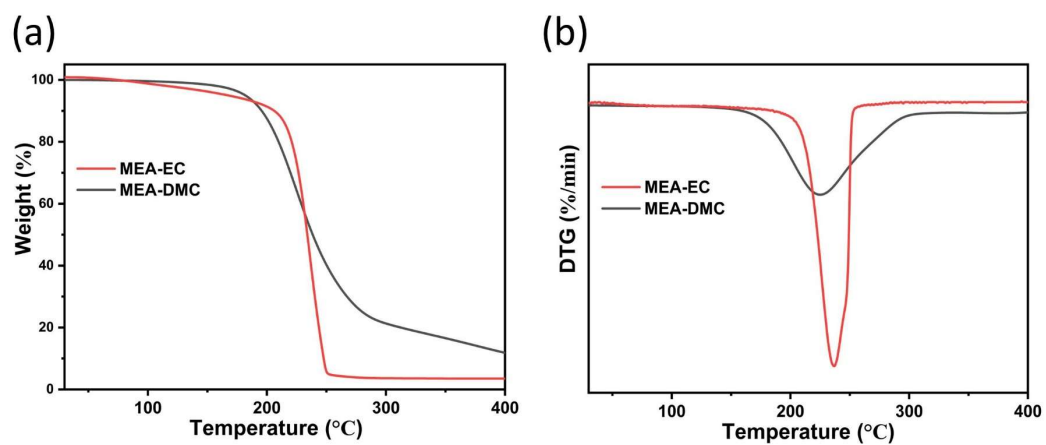 (a)
Weight (%)
100
80
60
40
20
0
MEA-EC
MEA-DMC
100
200
300
400
Temperature (°C)
(b)
DTG (%/min)
MEA-EC
MEA-DMC
100
200
300
400
Temperature (°C)